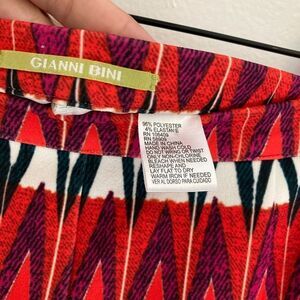 GIANNI BINI
96% POLYESTER
4% ELASTANE
RN 106409
RN 56909
MADE IN CHINA
HAND WASH COLD
DO NOT WRING OR TWIST
ONLY NON-CHLORINE
BLEACH WHEN NEEDED
RESHAPE AND
LAY FLAT TO DRY
WARM IRON IF NEEDED
VER AL DORSO PARA CUIDADO